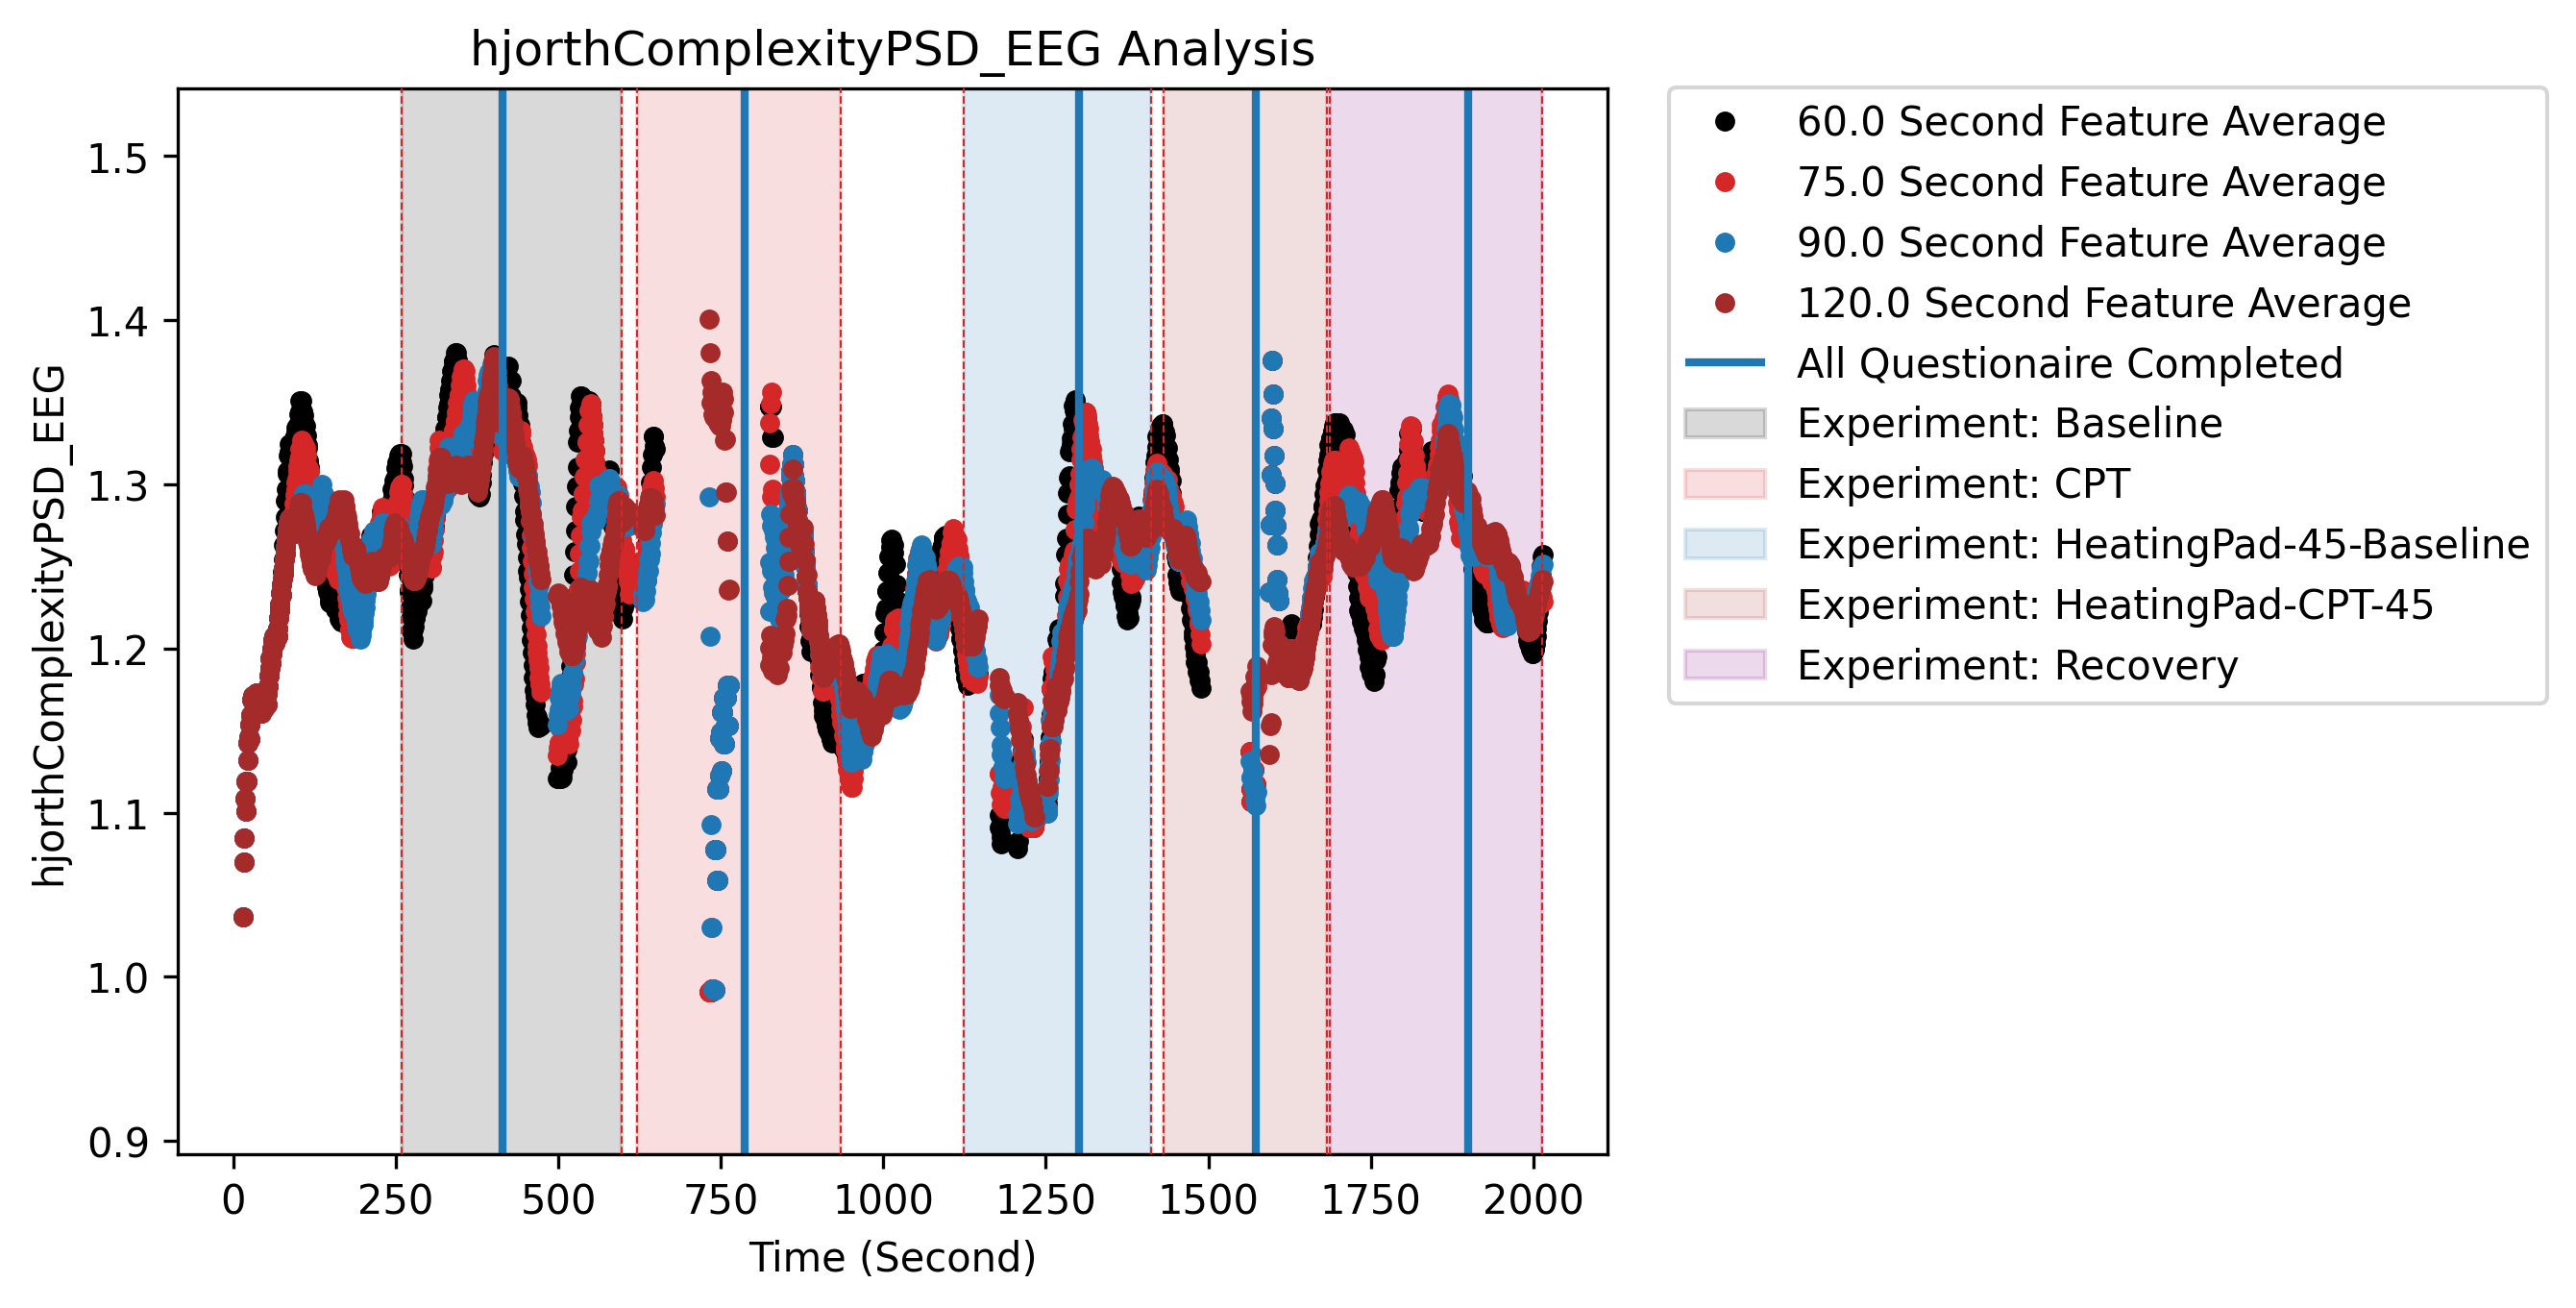 hjorthComplexityPSD_EEG Analysis
hjorthComplexityPSD_EEG
1.5
1.4
1.3
1.2
1.1
1.0
0.9
0 250 500 750 1000 1250 1500 1750 2000
Time (Second)
60.0 Second Feature Average
75.0 Second Feature Average
90.0 Second Feature Average
120.0 Second Feature Average
All Questionaire Completed
Experiment: Baseline
Experiment: CPT
Experiment: HeatingPad-45-Baseline
Experiment: HeatingPad-CPT-45
Experiment: Recovery